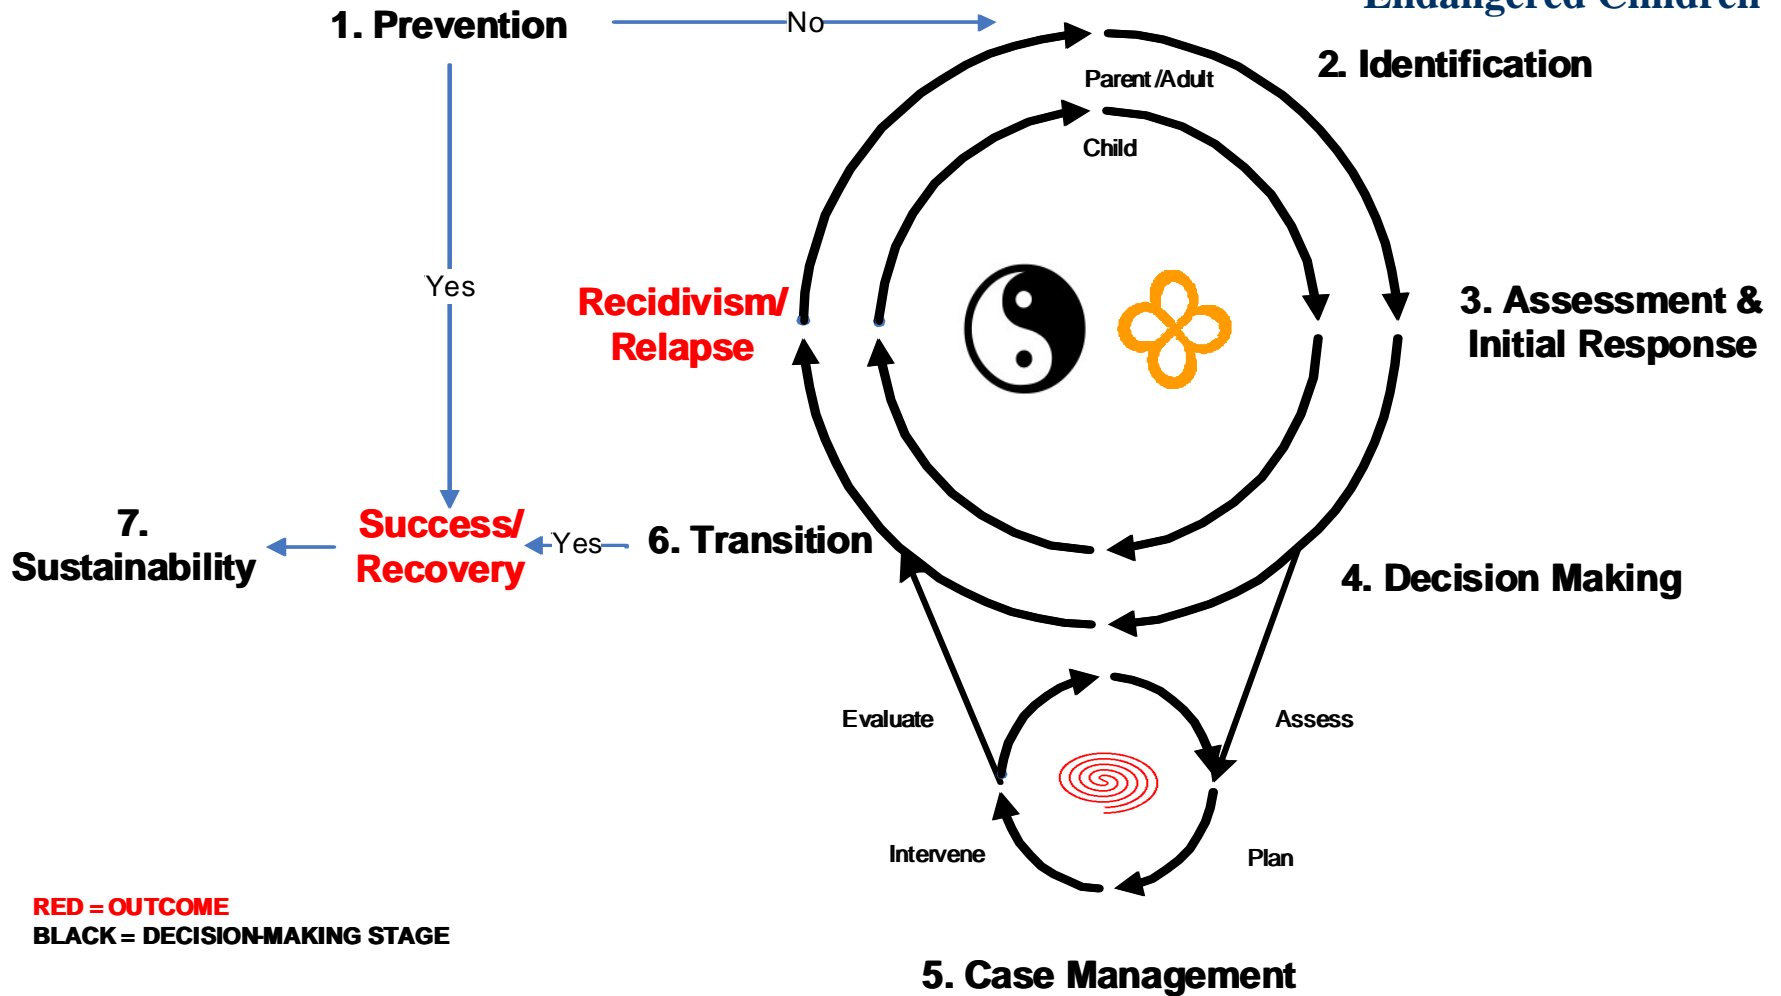 Endangered Children
1. Prevention
No
2. Identification
Parent/Adult
Child
Yes
Recidivism/
Relapse
3. Assessment &
Initial Response
7.
Sustainability
Success/
Recovery
Yes
6. Transition
4. Decision Making
Evaluate
Assess
Intervene
Plan
RED = OUTCOME
BLACK = DECISION-MAKING STAGE
5. Case Management